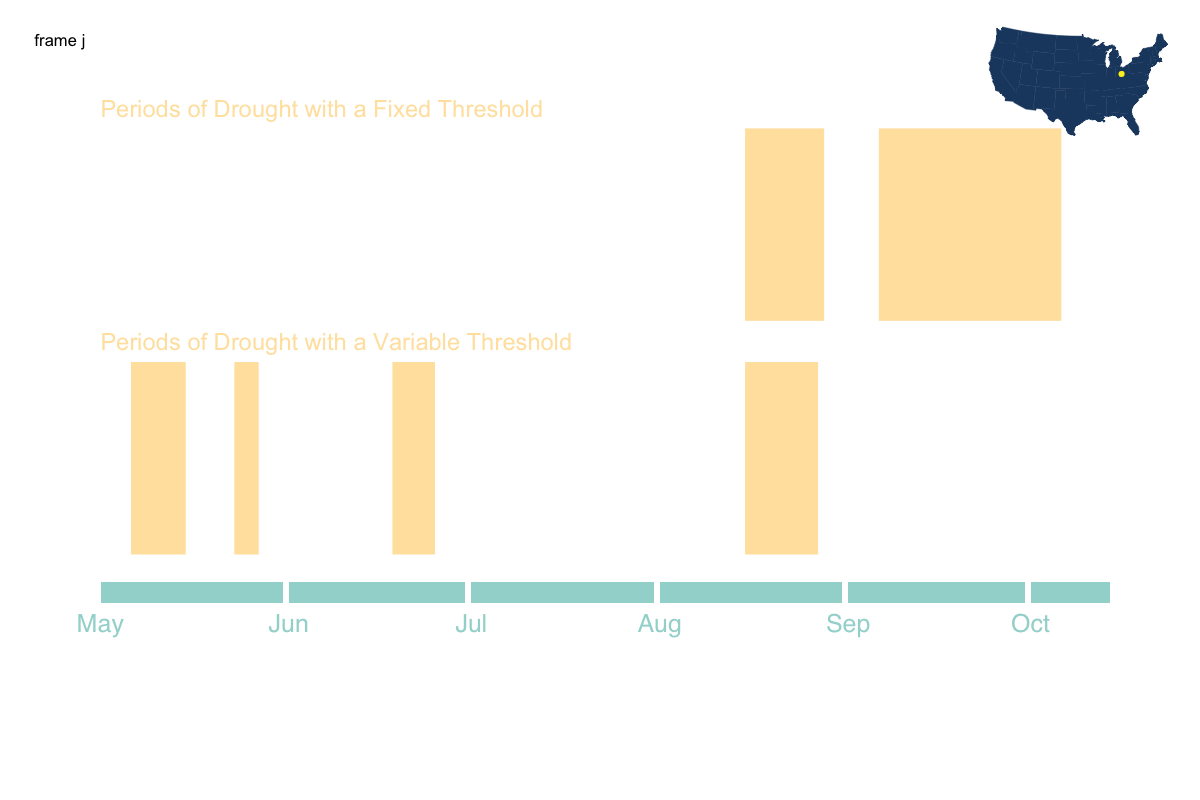 frame j
Periods of Drought with a Fixed Threshold
Periods of Drought with a Variable Threshold
May Jun Jul Aug Sep Oct